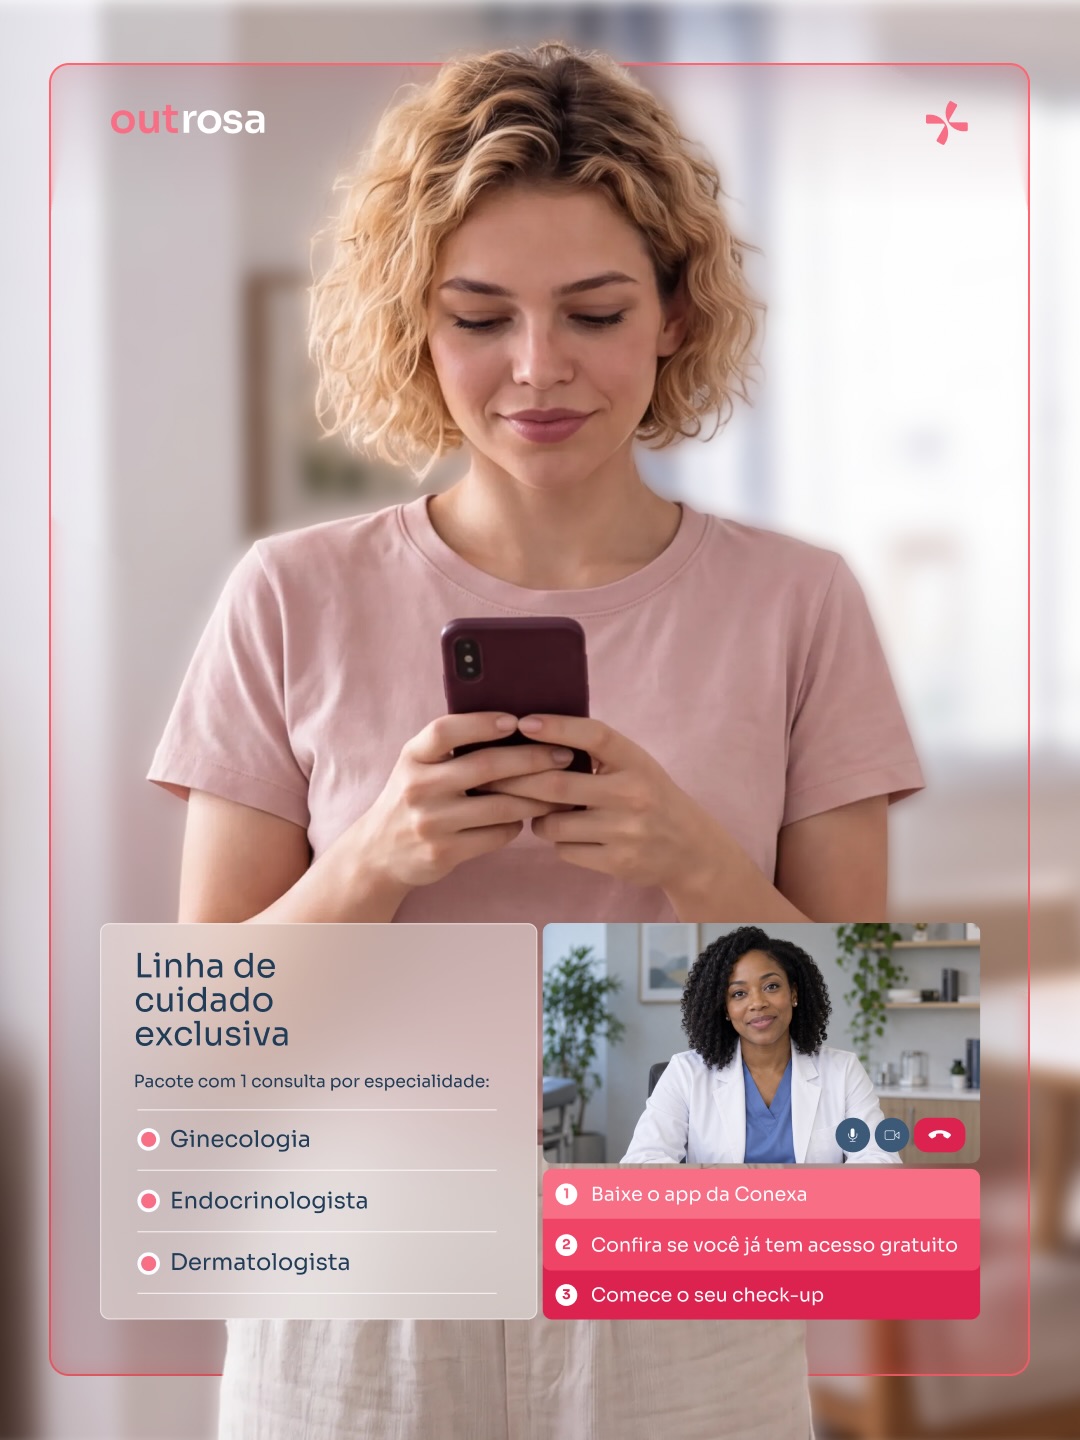 outrosa
Linha de
cuidado
exclusiva
Pacote com 1 consulta por especialidade:
Ginecologia
Endocrinologista
Dermatologista
1 Baixe o app da Conexa
2 Confira se você já tem acesso gratuito
3 Comece o seu check-up